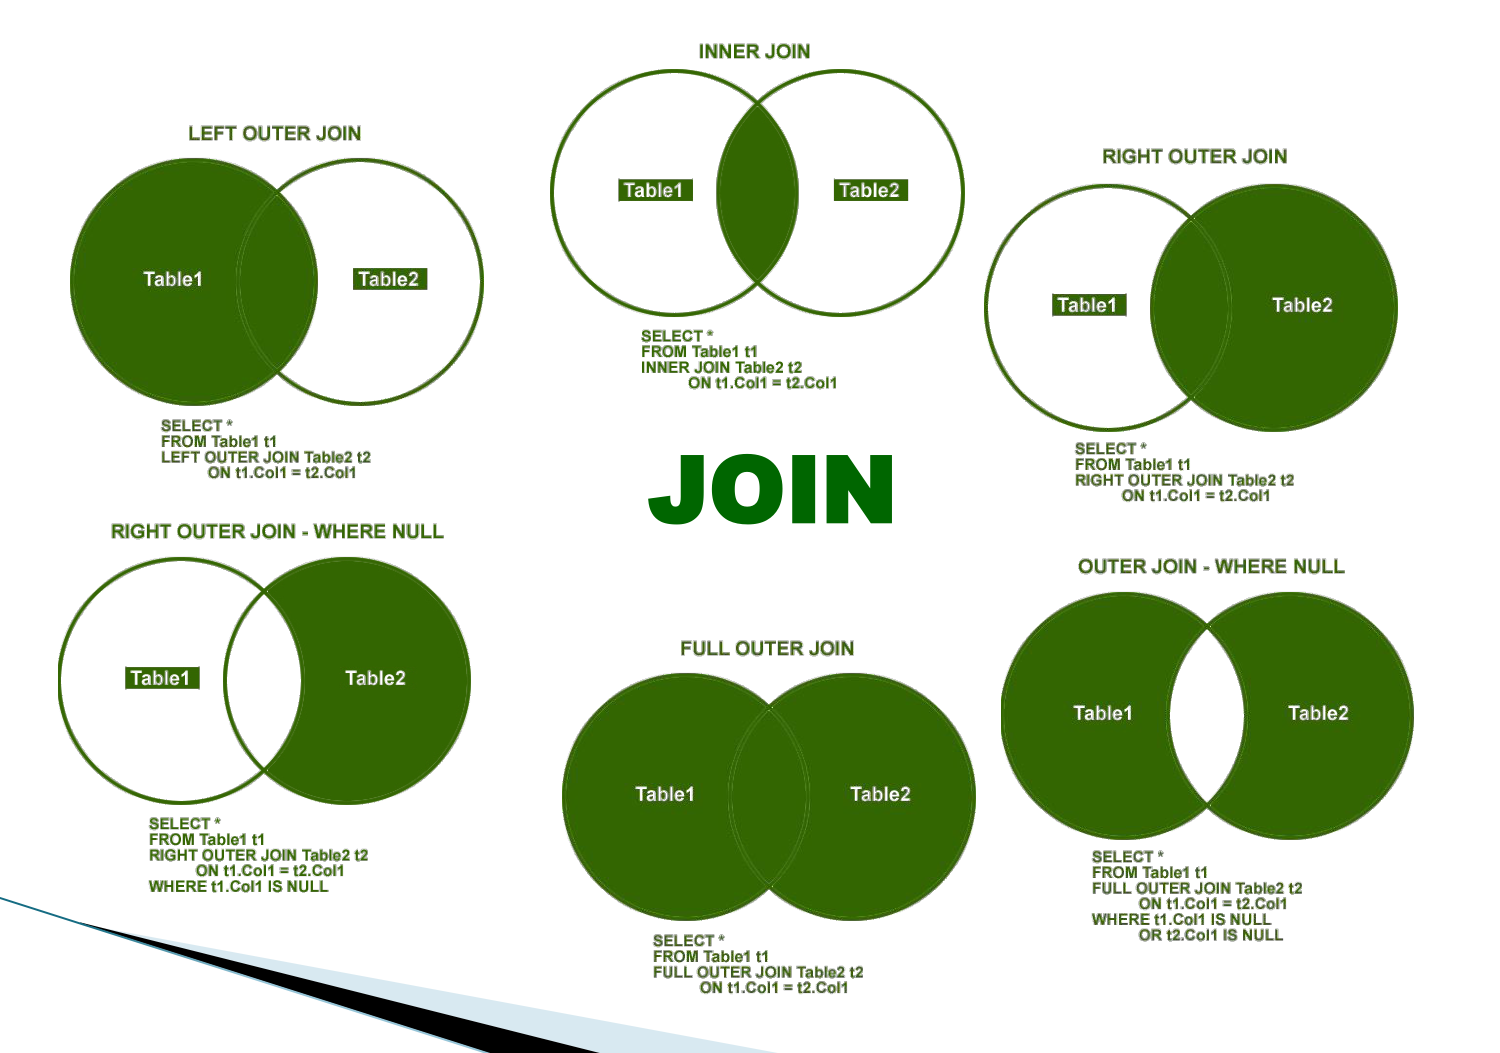 INNER JOIN
Table1
Table2
SELECT *
FROM Table1 t1
INNER JOIN Table2 t2
ON t1.Col1 = t2.Col1
LEFT OUTER JOIN
Table1
Table2
SELECT *
FROM Table1 t1
LEFT OUTER JOIN Table2 t2
ON t1.Col1 = t2.Col1
RIGHT OUTER JOIN
Table1
Table2
SELECT *
FROM Table1 t1
RIGHT OUTER JOIN Table2 t2
ON t1.Col1 = t2.Col1
JOIN
RIGHT OUTER JOIN - WHERE NULL
Table1
Table2
SELECT *
FROM Table1 t1
RIGHT OUTER JOIN Table2 t2
ON t1.Col1 = t2.Col1
WHERE t1.Col1 IS NULL
FULL OUTER JOIN
Table1
Table2
SELECT *
FROM Table1 t1
FULL OUTER JOIN Table2 t2
ON t1.Col1 = t2.Col1
OUTER JOIN - WHERE NULL
Table1
Table2
SELECT *
FROM Table1 t1
FULL OUTER JOIN Table2 t2
ON t1.Col1 = t2.Col1
WHERE t1.Col1 IS NULL
OR t2.Col1 IS NULL